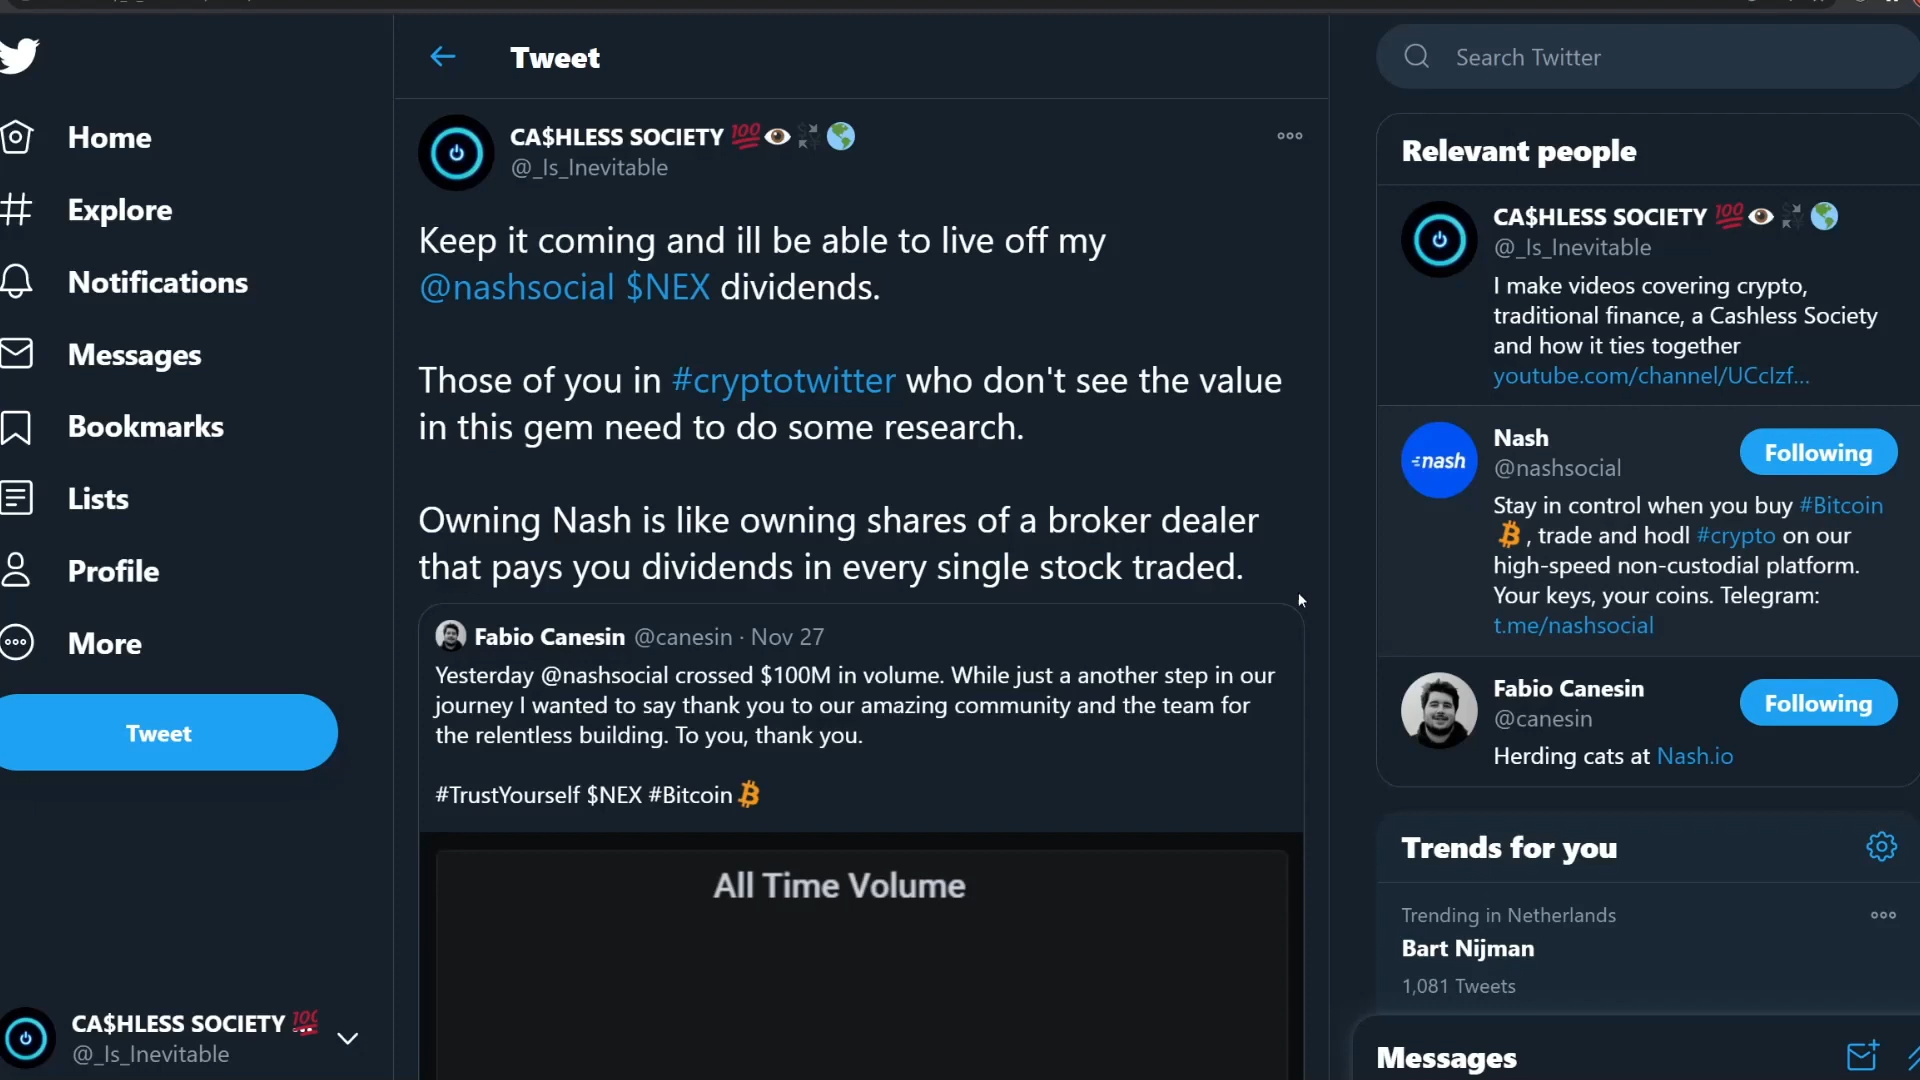 Home
Explore
Notifications
Messages
Bookmarks
Lists
Profile
More
Tweet
CA$HLESS SOCIETY 💯
@_Is_Inevitable
Tweet
CA$HLESS SOCIETY 💯👁💱🌎
@_Is_Inevitable
Keep it coming and ill be able to live off my
@nashsocial $NEX dividends.
Those of you in #cryptotwitter who don't see the value
in this gem need to do some research.
Owning Nash is like owning shares of a broker dealer
that pays you dividends in every single stock traded.
Fabio Canesin @canesin · Nov 27
Yesterday @nashsocial crossed $100M in volume. While just a another step in our
journey I wanted to say thank you to our amazing community and the team for
the relentless building. To you, thank you.
#TrustYourself $NEX #Bitcoin
All Time Volume
Search Twitter
Relevant people
CA$HLESS SOCIETY 💯👁💱🌎
@_Is_Inevitable
I make videos covering crypto,
traditional finance, a Cashless Society
and how it ties together
youtube.com/channel/UCcIzf...
nash
Nash
@nashsocial
Following
Stay in control when you buy #Bitcoin
, trade and hodl #crypto on our
high-speed non-custodial platform.
Your keys, your coins. Telegram:
t.me/nashsocial
Fabio Canesin
@canesin
Following
Herding cats at Nash.io
Trends for you
Trending in Netherlands
Bart Nijman
1,081 Tweets
Messages